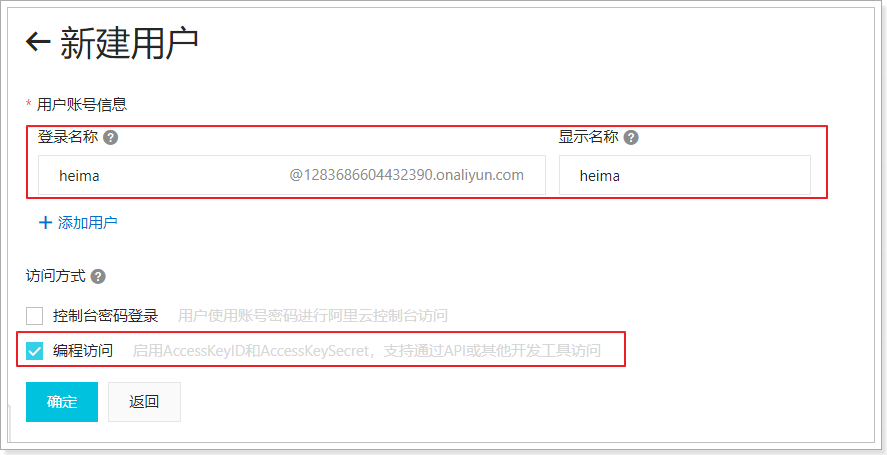 ← 新建用户
* 用户账号信息
登录名称 ? 显示名称 ?
heima @1283686604432390.onaliyun.com heima
+ 添加用户
访问方式 ?
控制台密码登录 用户使用账号密码进行阿里云控制台访问
编程访问 启用AccessKeyID和AccessKeySecret，支持通过API或其他开发工具访问
确定 返回